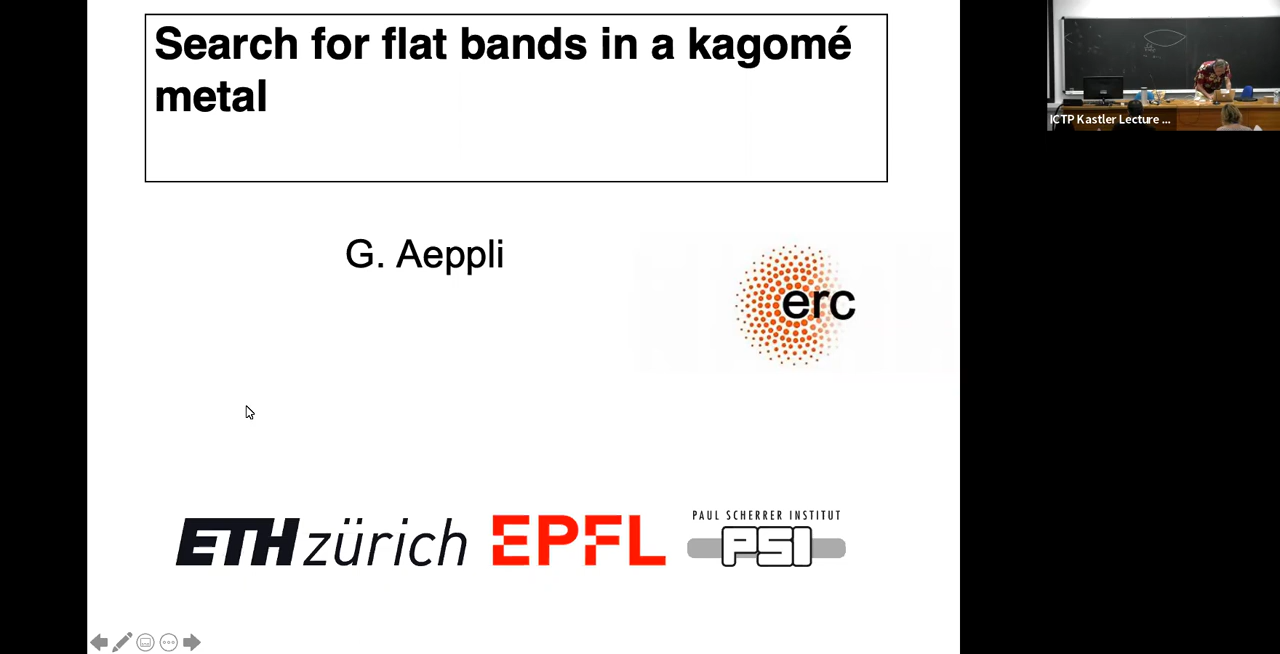 Search for flat bands in a kagomé
metal
G. Aeppli
erc
ETH zürich
EPFL
PAUL SCHERRER INSTITUT
PSI
ICTP Kastler Lecture ...